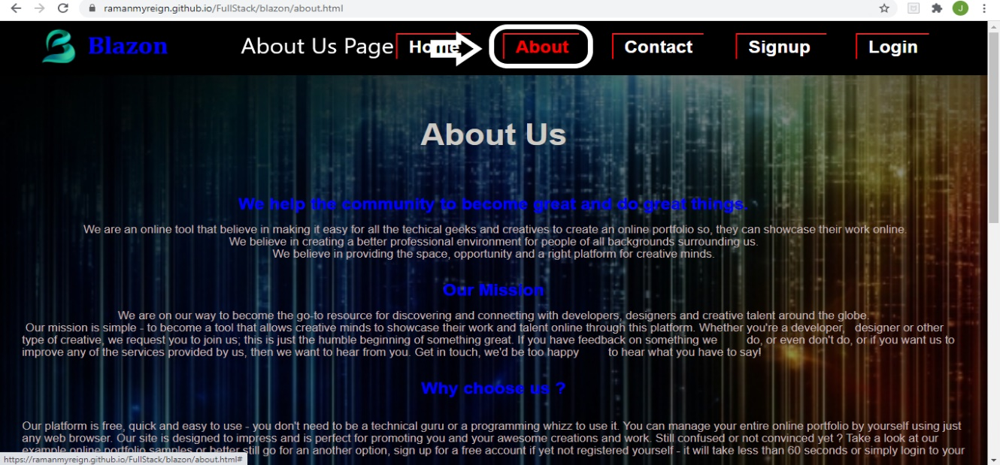 ramanmyreign.github.io/FullStack/blazon/about.html
J
Blazon
About Us Page
Home
About
Contact
Signup
Login
About Us
We help the community to become great and do great things.
We are an online tool that believe in making it easy for all the techical geeks and creatives to create an online portfolio so, they can showcase their work online.
We believe in creating a better professional environment for people of all backgrounds surrounding us.
We believe in providing the space, opportunity and a right platform for creative minds.
Our Mission
We are on our way to become the go-to resource for discovering and connecting with developers, designers and creative talent around the globe.
Our mission is simple - to become a tool that allows creative minds to showcase their work and talent online through this platform. Whether you're a developer, designer or other
type of creative, we request you to join us; this is just the humble beginning of something great. If you have feedback on something we do, or even don't do, or if you want us to
improve any of the services provided by us, then we want to hear from you. Get in touch, we'd be too happy to hear what you have to say!
Why choose us ?
Our platform is free, quick and easy to use - you don't need to be a technical guru or a programming whizz to use it. You can manage your entire online portfolio by yourself using just
any web browser. Our site is designed to impress and is perfect for promoting you and your awesome creations and work. Still confused or not convinced yet ? Take a look at our
example online portfolio samples or better still go for an another option, sign up for a free account if yet not registered yourself - it will take less than 60 seconds or simply login to your
https://ramanmyreign.github.io/FullStack/blazon/about.html#